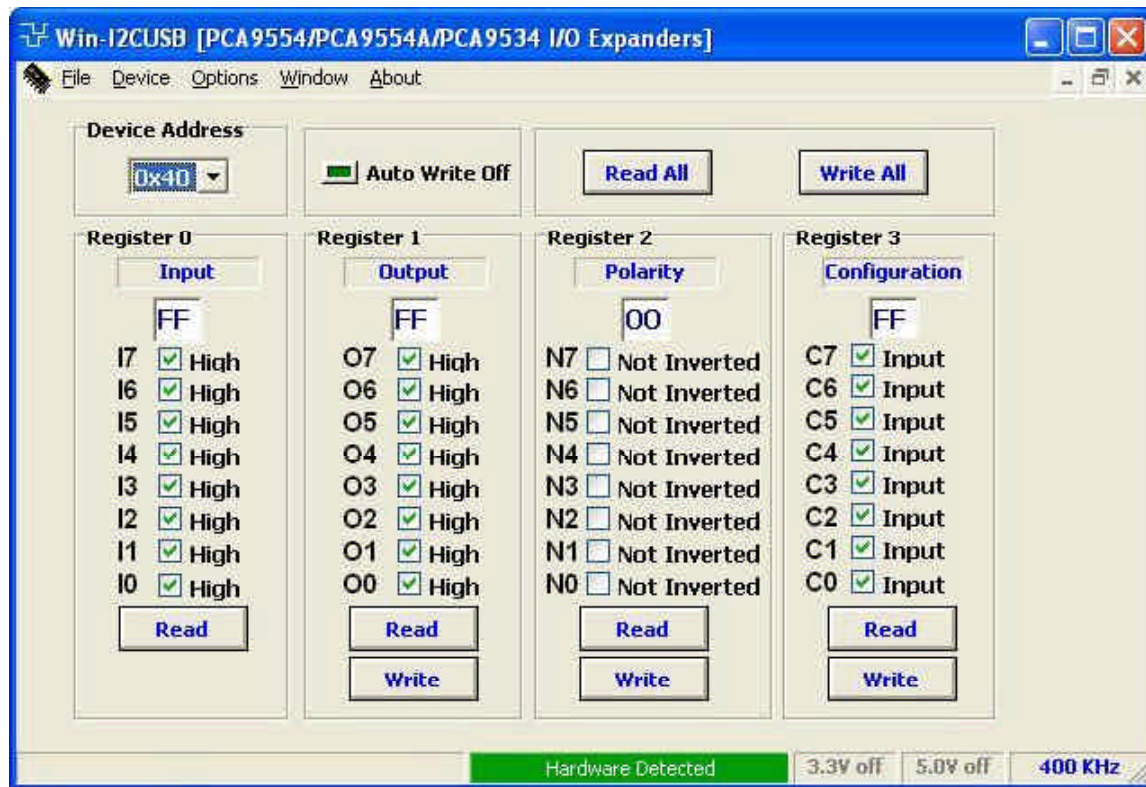 Win-I2CUSB [PCA9554/PCA9554A/PCA9534 I/O Expanders]
File Device Options Window About
Device Address
0x40
Auto Write Off
Read All Write All
Register 0 Register 1 Register 2 Register 3
Input Output Polarity Configuration
FF FF 00 FF
I7 High O7 High N7 Not Inverted C7 Input
I6 High O6 High N6 Not Inverted C6 Input
I5 High O5 High N5 Not Inverted C5 Input
I4 High O4 High N4 Not Inverted C4 Input
I3 High O3 High N3 Not Inverted C3 Input
I2 High O2 High N2 Not Inverted C2 Input
I1 High O1 High N1 Not Inverted C1 Input
I0 High O0 High N0 Not Inverted C0 Input
Read Read Read Read
Write Write Write
Hardware Detected 3.3V off 5.0V off 400 KHz